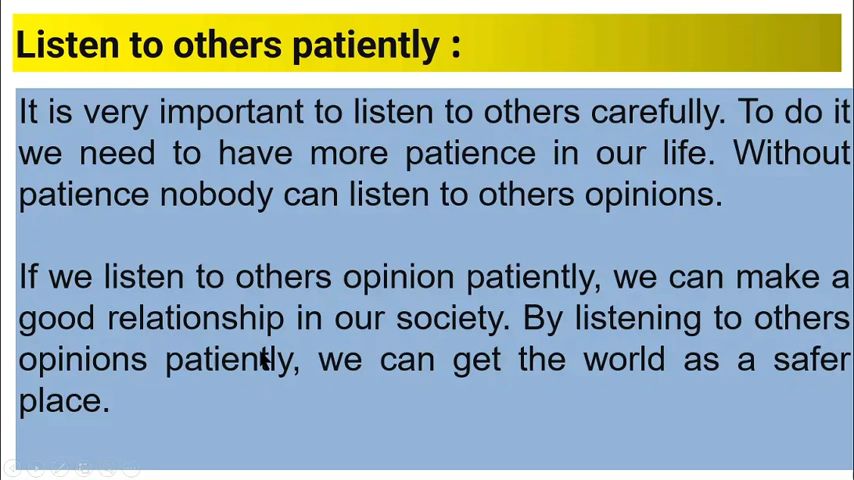 Listen to others patiently :
It is very important to listen to others carefully. To do it
we need to have more patience in our life. Without
patience nobody can listen to others opinions.
If we listen to others opinion patiently, we can make a
good relationship in our society. By listening to others
opinions patiently, we can get the world as a safer
place.